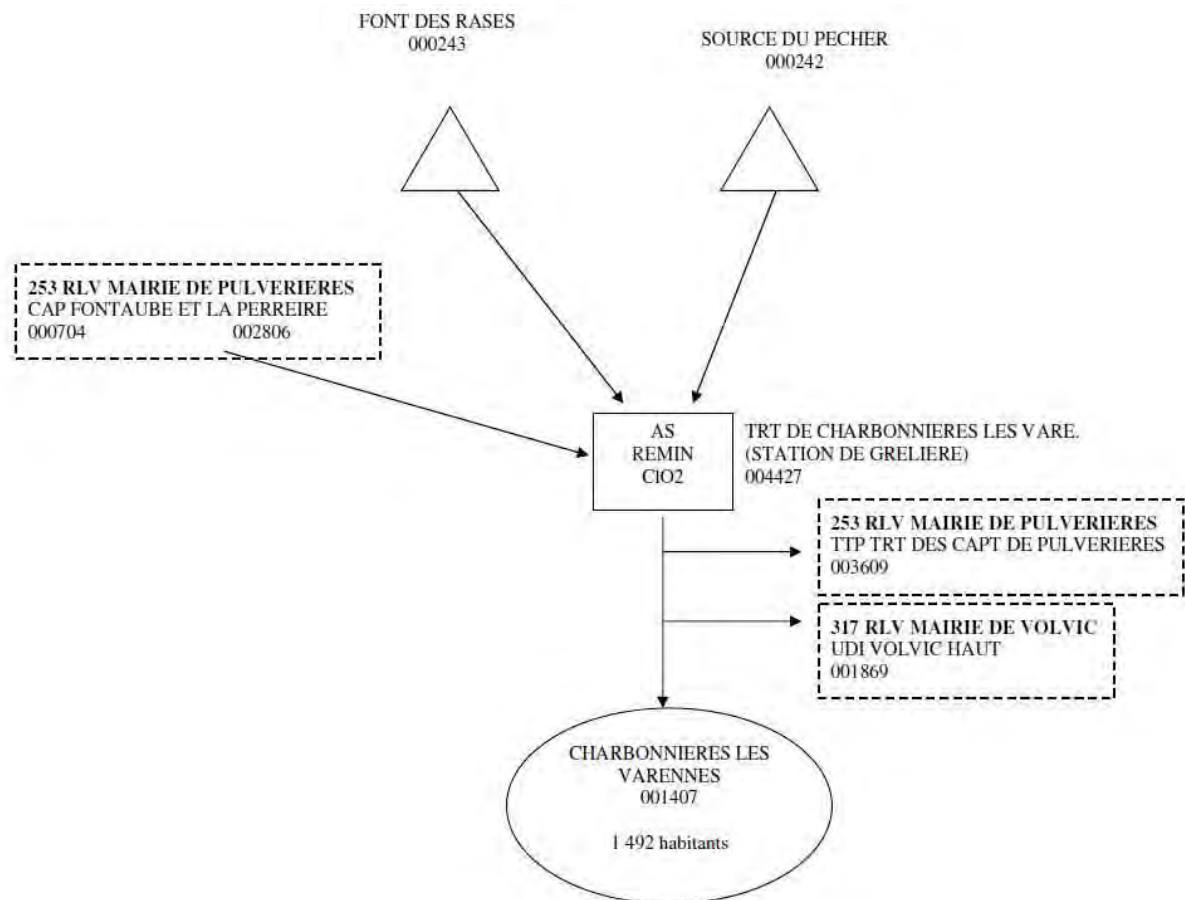 FONT DES RASES
000243
SOURCE DU PECHER
000242
253 RLV MAIRIE DE PULVERIERES
CAP FONTAUBE ET LA PERREIRE
000704 002806
AS
REMIN
ClO2
TRT DE CHARBONNIERES LES VARE.
(STATION DE GRELIERE)
004427
253 RLV MAIRIE DE PULVERIERES
TTP TRT DES CAPT DE PULVERIERES
003609
317 RLV MAIRIE DE VOLVIC
UDI VOLVIC HAUT
001869
CHARBONNIERES LES
VARENNES
001407
1 492 habitants